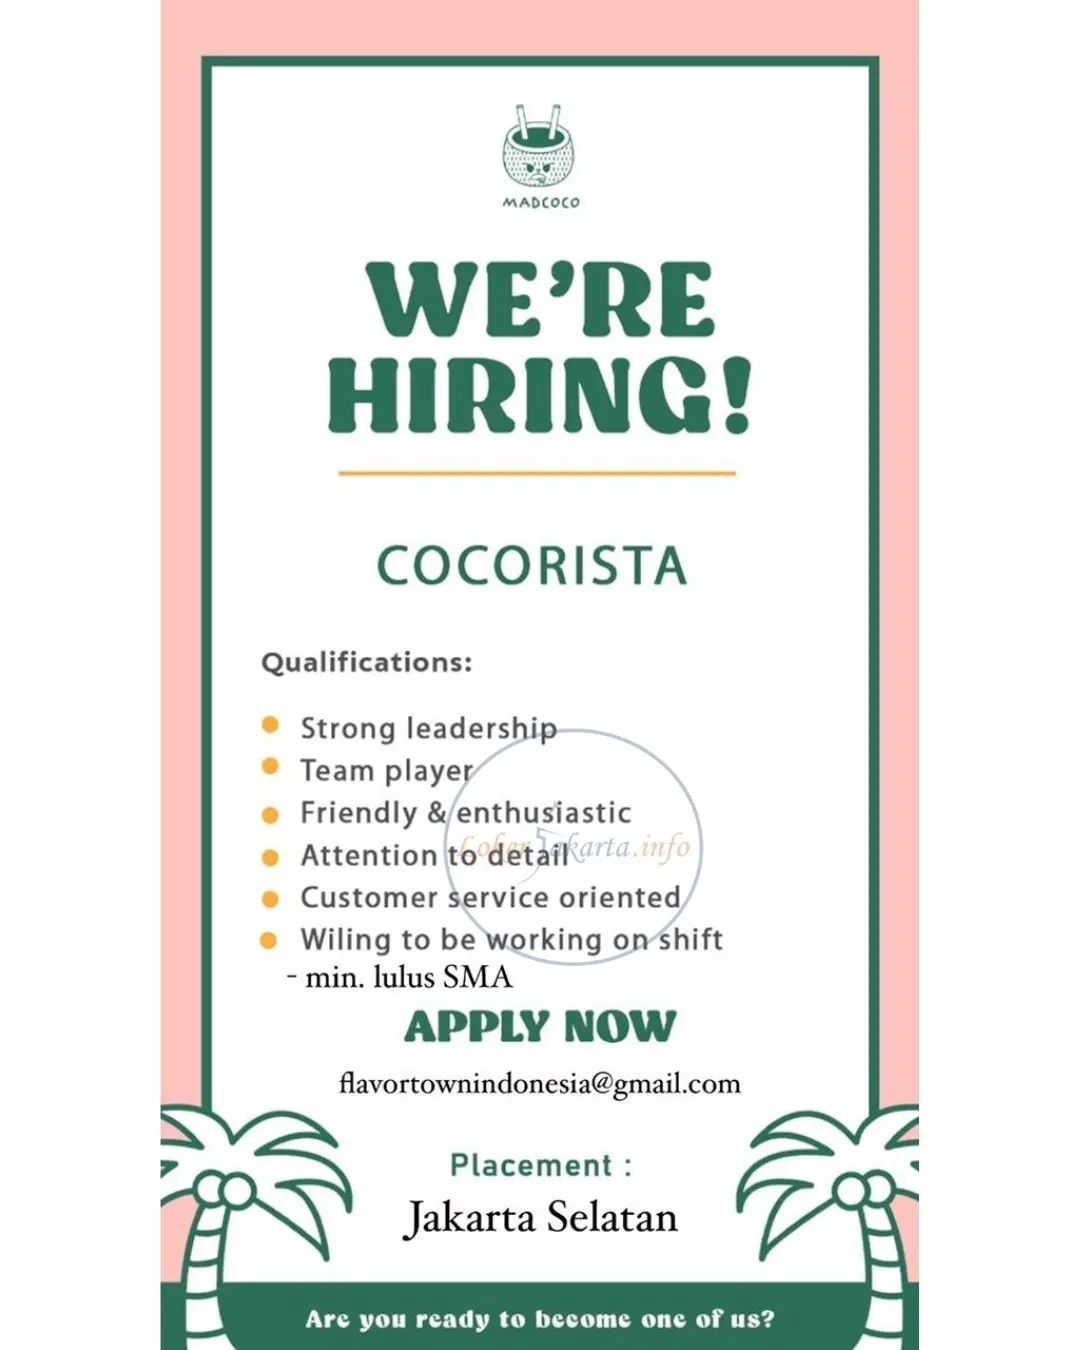 MADCOCO
WE'RE
HIRING!
COCORISTA
Qualifications:
Strong leadership
Team player
Friendly & enthusiastic
Attention to detail
LokerJakarta.info
Customer service oriented
Wiling to be working on shift
- min. lulus SMA
APPLY NOW
flavortownindonesia@gmail.com
Placement :
Jakarta Selatan
Are you ready to become one of us?